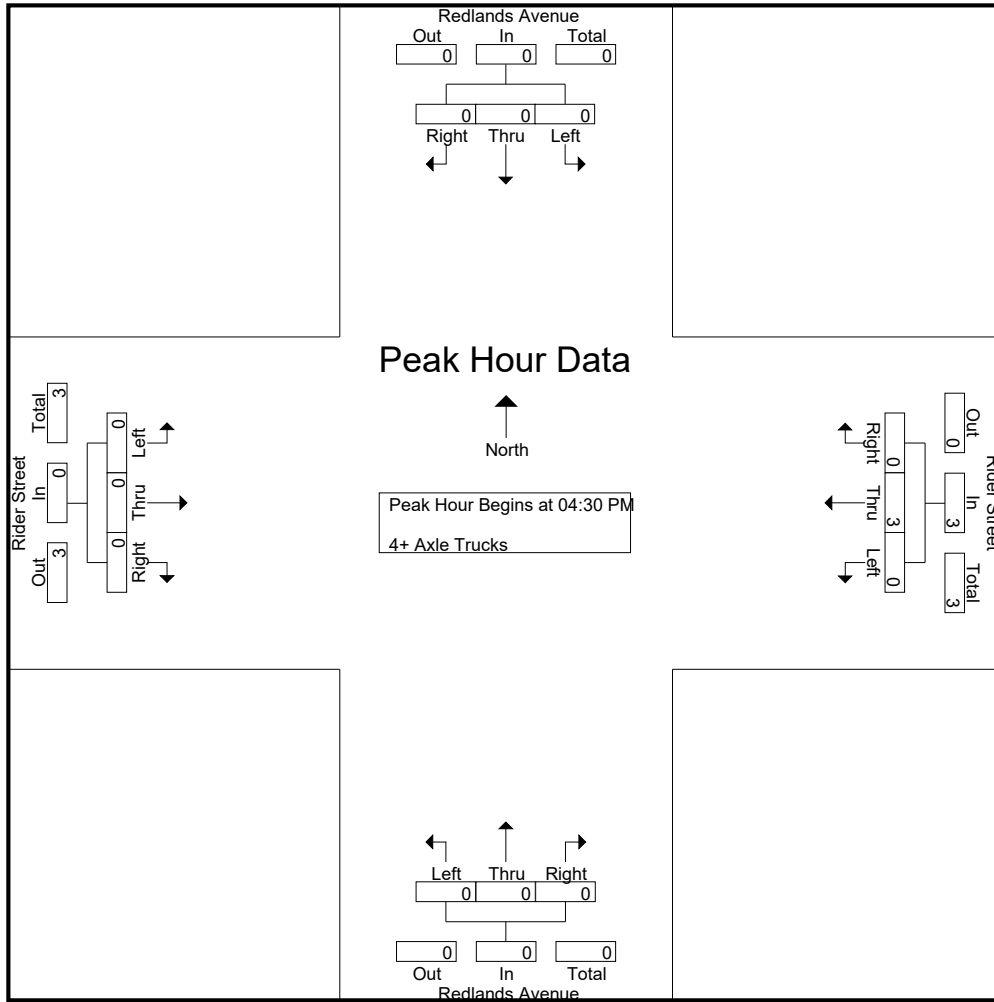 Redlands Avenue
Out In Total
0 0 0
0 0 0
Right Thru Left
Peak Hour Data
North
Peak Hour Begins at 04:30 PM
4+ Axle Trucks
Rider Street
Out In Total
3 0 3
0 0 0
Right Thru Left
Rider Street
Out In Total
0 3 3
0 3 0
Right Thru Left
Left Thru Right
0 0 0
0 0 0
Out In Total
Redlands Avenue